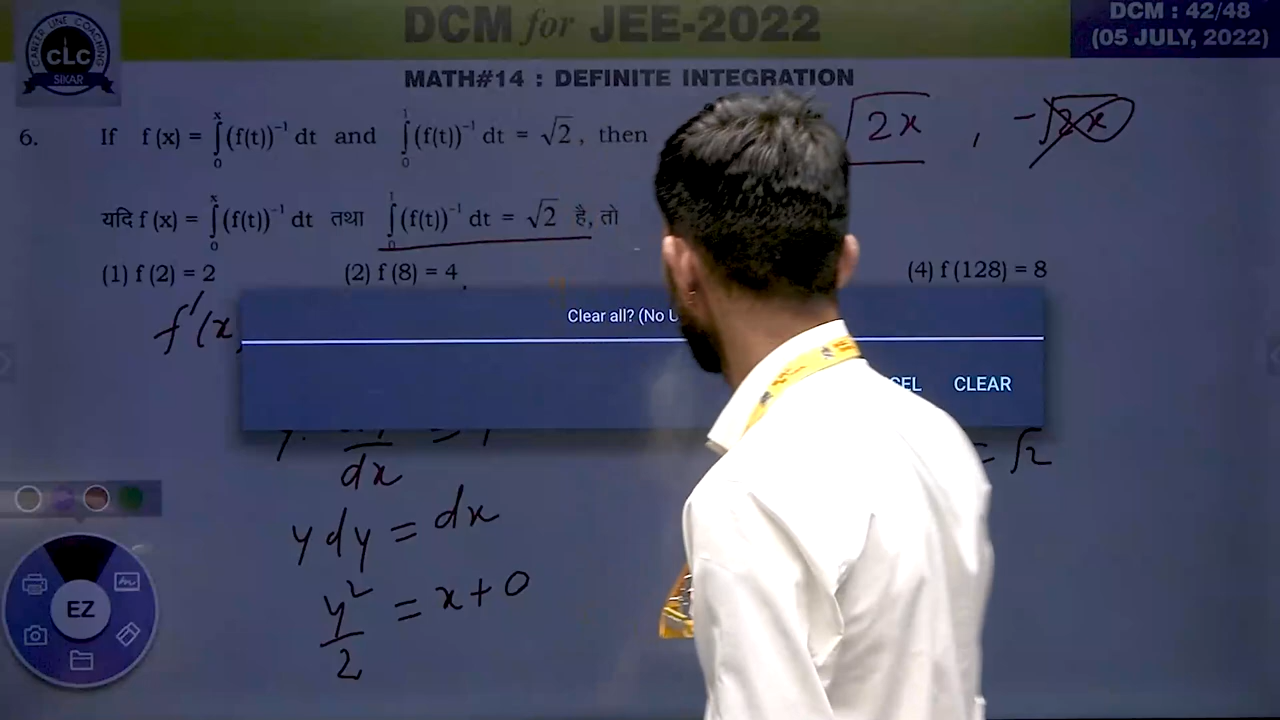 DCM for JEE-2022
DCM : 42/48
(05 JULY, 2022)
CAREER LINE COACHING
CLC
SIKAR
MATH#14 : DEFINITE INTEGRATION
6. If f(x) = ∫₀ˣ (f(t))⁻¹ dt and ∫₀¹ (f(t))⁻¹ dt = √2, then
√2x , -√2x
यदि f(x) = ∫₀ˣ (f(t))⁻¹ dt तथा ∫₀¹ (f(t))⁻¹ dt = √2 है, तो
(1) f(2) = 2 (2) f(8) = 4 (4) f(128) = 8
f'(x
Clear all? (No
CLEAR
dx
= √2
y dy = dx
y²/2 = x + 0
EZ